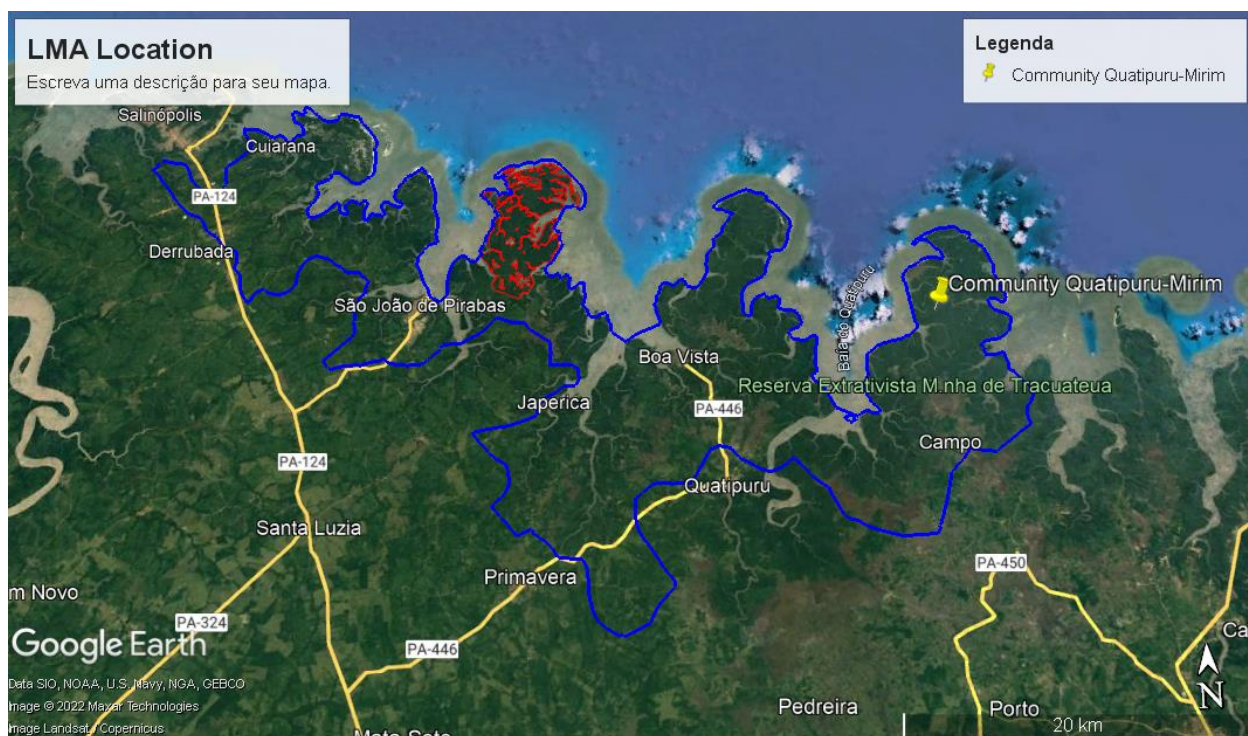 LMA Location
Escreva uma descrição para seu mapa.
Legenda
Community Quatipuru-Mirim
Salinópolis
Cuiarana
PA-124
Derrubada
São João de Pirabas
Community Quatipuru-Mirim
Baía do Quatipuru
Boa Vista
Reserva Extrativista M.nha de Tracuateua
Japerica
PA-446
Campo
PA-124
Quatipuru
Santa Luzia
Primavera
PA-450
m Novo
PA-324
Google Earth
PA-446
Ca
N
Data SIO, NOAA, U.S. Navy, NGA, GEBCO
Image © 2022 Maxar Technologies
Image Landsat / Copernicus
Pedreira
Porto
20 km